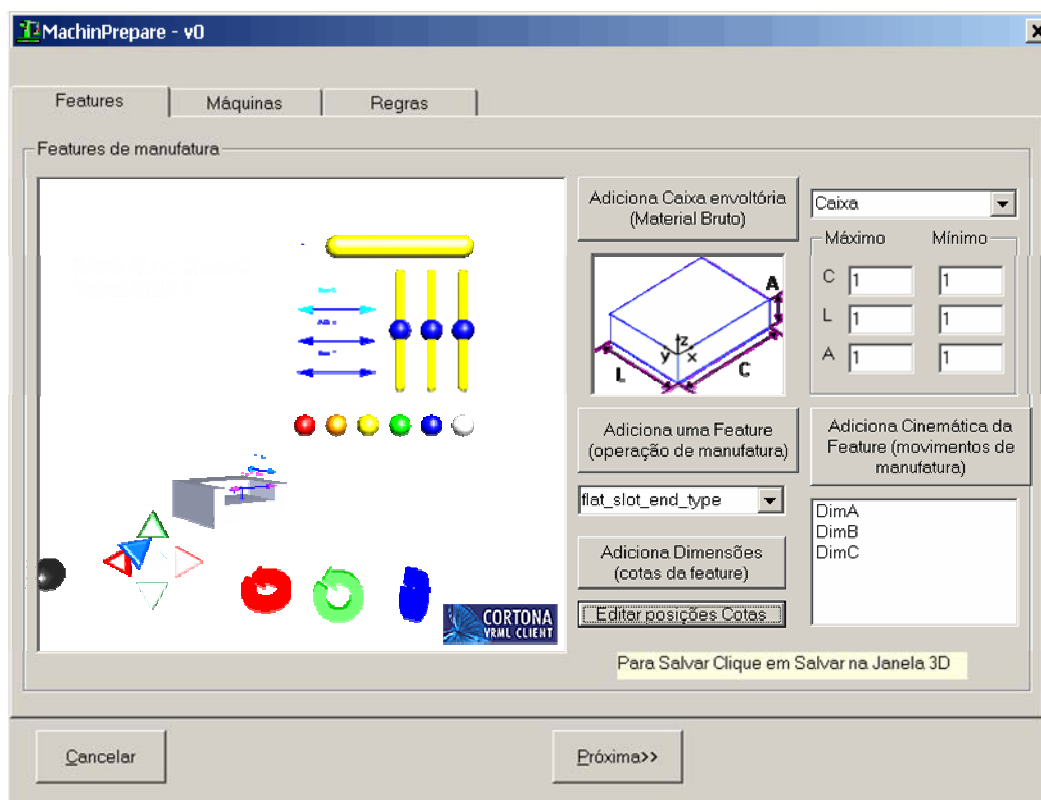 MachinPrepare - v0
Features
Máquinas
Regras
Features de manufatura
Adiciona Caixa envoltória
(Material Bruto)
Caixa
Máximo
Mínimo
C
1
1
L
1
1
A
1
1
A
z
y
x
L
C
Adiciona uma Feature
(operação de manufatura)
Adiciona Cinemática da
Feature (movimentos de
manufatura)
flat_slot_end_type
DimA
DimB
DimC
Adiciona Dimensões
(cotas da feature)
Editar posições Cotas
CORTONA
VRML CLIENT
Para Salvar Clique em Salvar na Janela 3D
Cancelar
Próxima>>